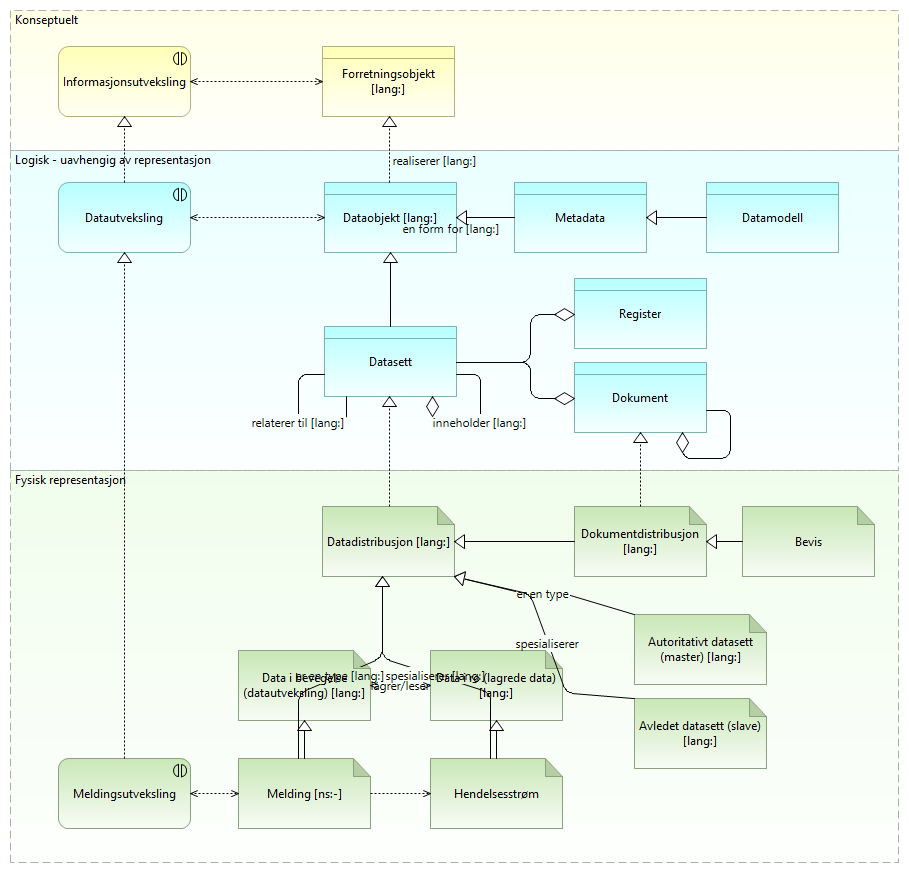 Konseptuelt
Informasjonsutveksling
Forretningsobjekt
[lang:]
Logisk - uavhengig av representasjon
realiserer [lang:]
Datautveksling
Dataobjekt [lang:]
Metadata
Datamodell
en form for [lang:]
Register
Datasett
Dokument
relaterer til [lang:]
inneholder [lang:]
Fysisk representasjon
Datadistribusjon [lang:]
Dokumentdistribusjon
[lang:]
Bevis
er en type
spesialiserer
Autoritativt datasett
(master) [lang:]
Data i bevegelse
(datautveksling) [lang:]
er en type [lang:]
spesialiserer [lang:]
lagrer/leser
Data i ro (lagrede data)
[lang:]
Avledet datasett (slave)
[lang:]
Meldingsutveksling
Melding [ns:-]
Hendelsesstrøm